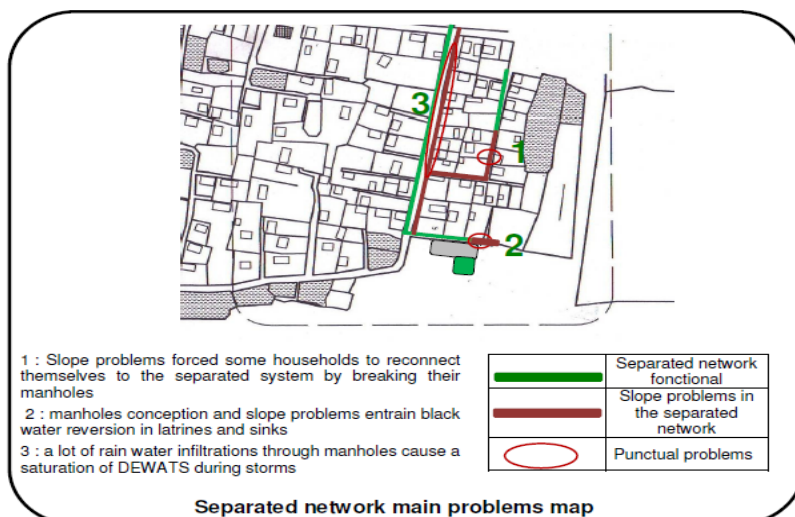 3
1
2
1 : Slope problems forced some households to reconnect
themselves to the separated system by breaking their
manholes
2 : manholes conception and slope problems entrain black
water reversion in latrines and sinks
3 : a lot of rain water infiltrations through manholes cause a
saturation of DEWATS during storms
Separated network
fonctional
Slope problems in
the separated
network
Punctual problems
Separated network main problems map